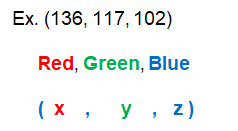 Ex. (136, 117, 102)
Red, Green, Blue
( x , y , z )